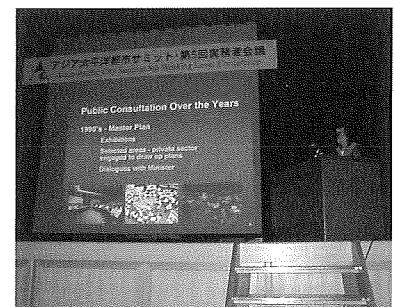 アジア太平洋都市サミット・第5回実務者会議
Public Consultation Over the Years
1990's - Master Plan
Exhibitions
Selected areas - private sector
engaged to draw up plans
Dialogues with Minister